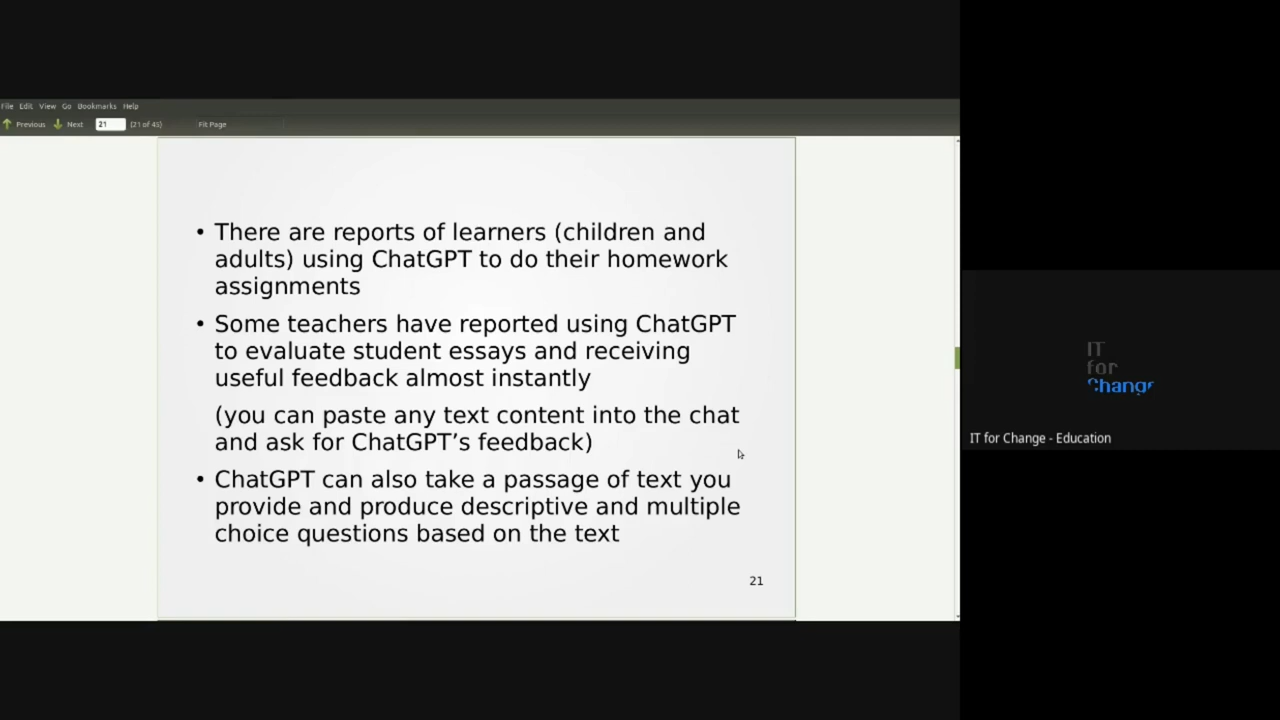 File Edit View Go Bookmarks Help
Previous Next 21 (21 of 45) Fit Page
• There are reports of learners (children and
adults) using ChatGPT to do their homework
assignments
• Some teachers have reported using ChatGPT
to evaluate student essays and receiving
useful feedback almost instantly
(you can paste any text content into the chat
and ask for ChatGPT’s feedback)
• ChatGPT can also take a passage of text you
provide and produce descriptive and multiple
choice questions based on the text
21
IT
for
Change
IT for Change - Education